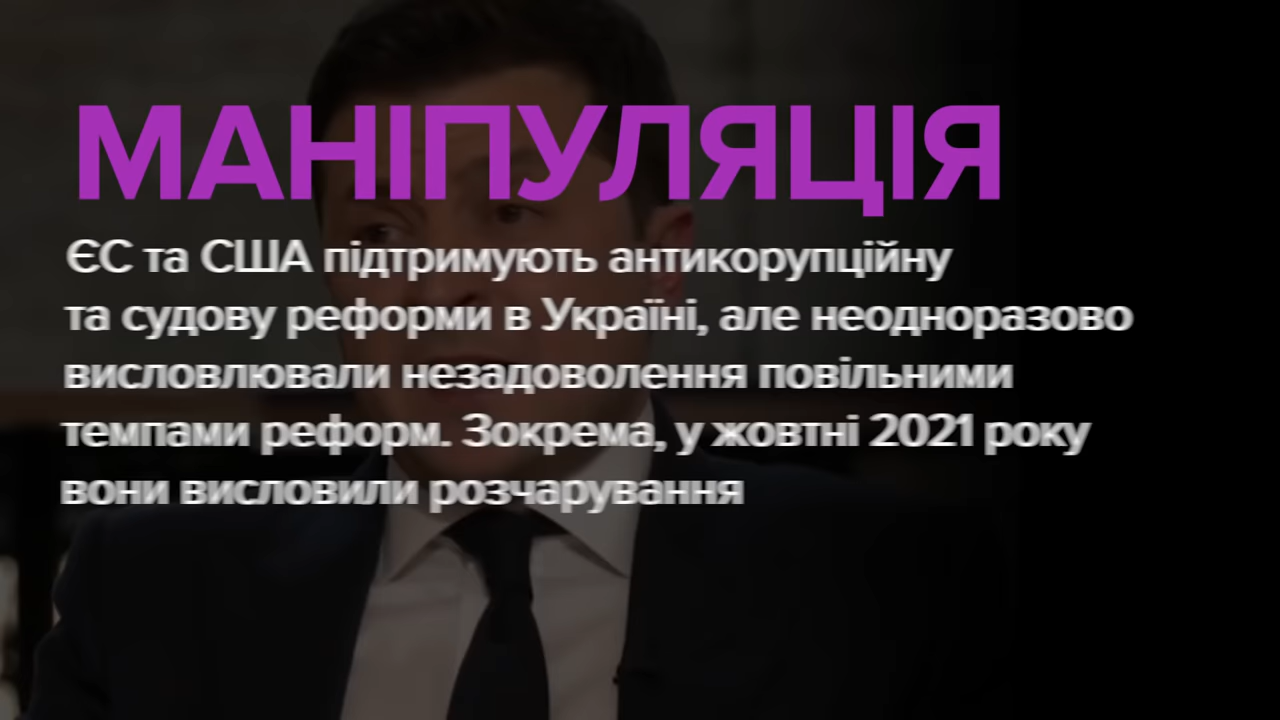 МАНІПУЛЯЦІЯ
ЄС та США підтримують антикорупційну
та судову реформи в Україні, але неодноразово
висловлювали незадоволення повільними
темпами реформ. Зокрема, у жовтні 2021 року
вони висловили розчарування